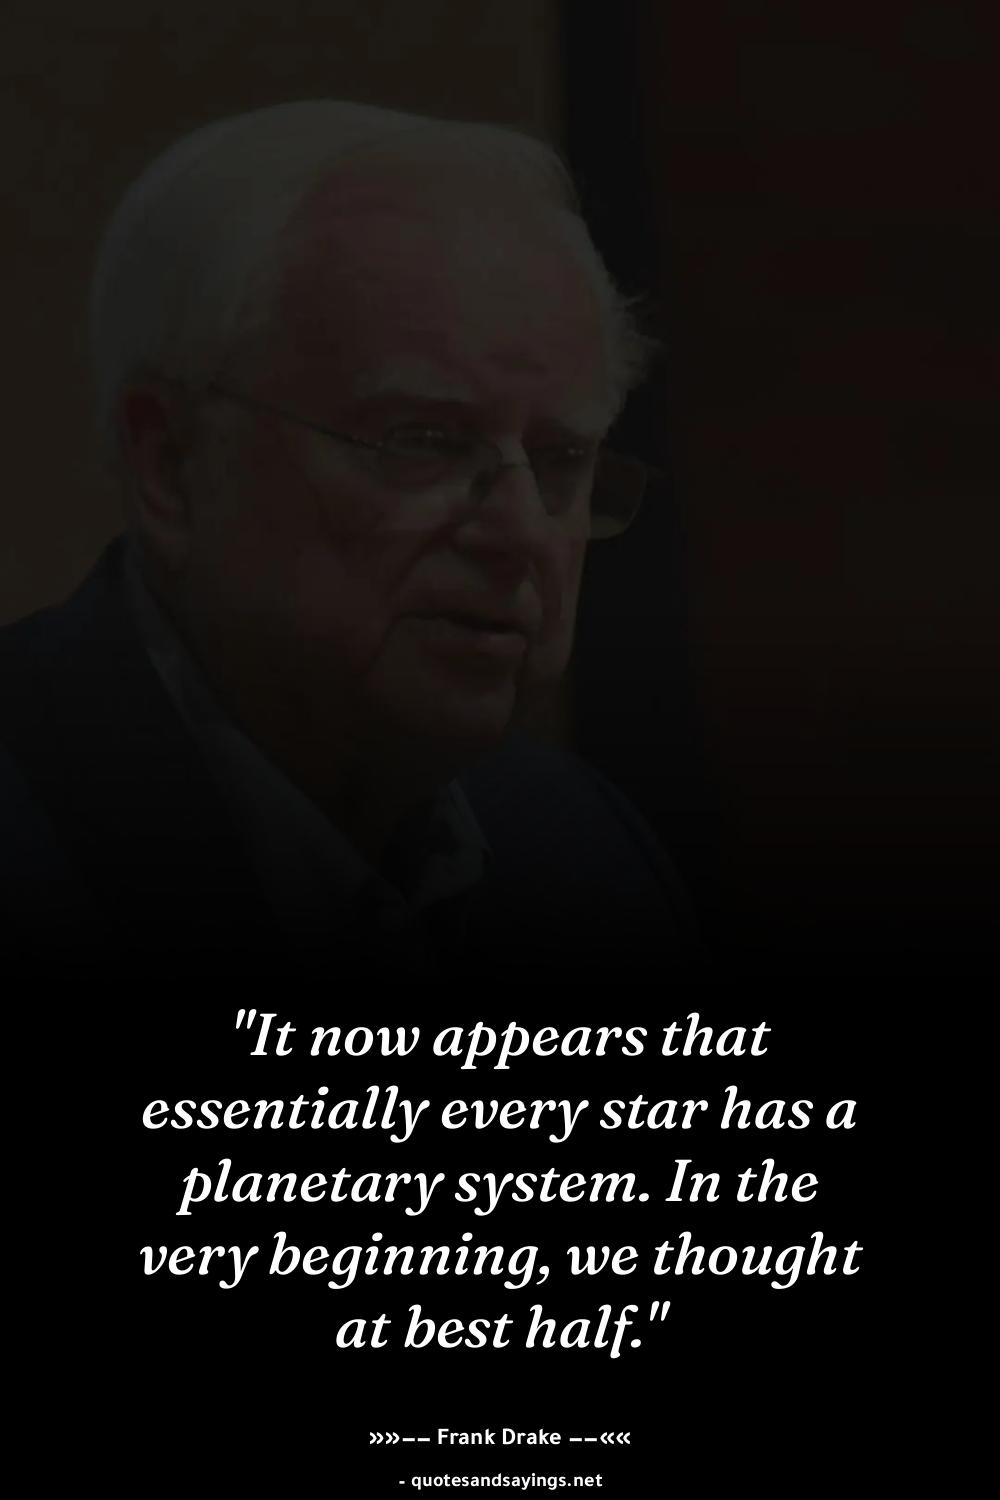 "It now appears that
essentially every star has a
planetary system. In the
very beginning, we thought
at best half."
»»−− Frank Drake −−««
- quotesandsayings.net